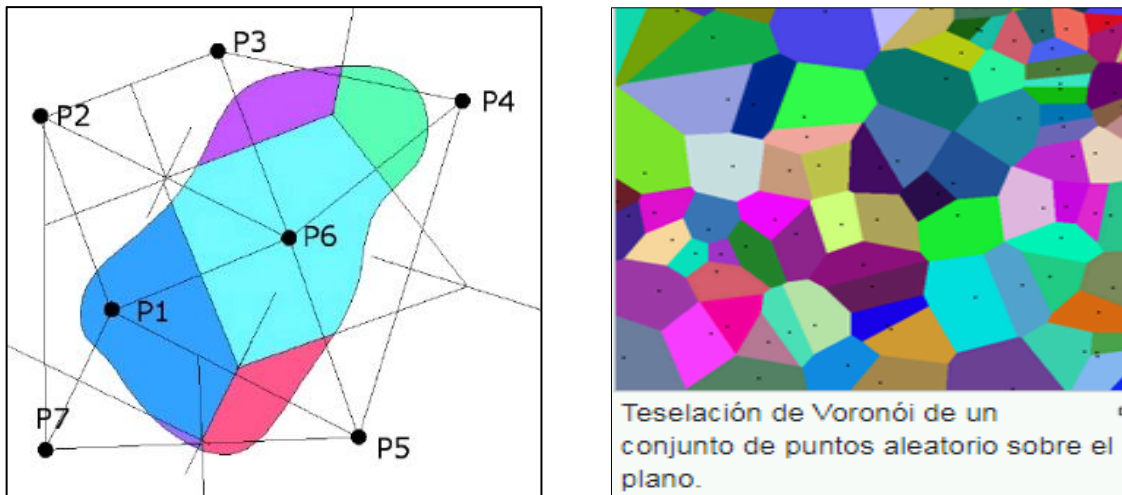 P3
P4
P2
P6
P1
P7
P5
Teselación de Voronói de un
conjunto de puntos aleatorio sobre el
plano.